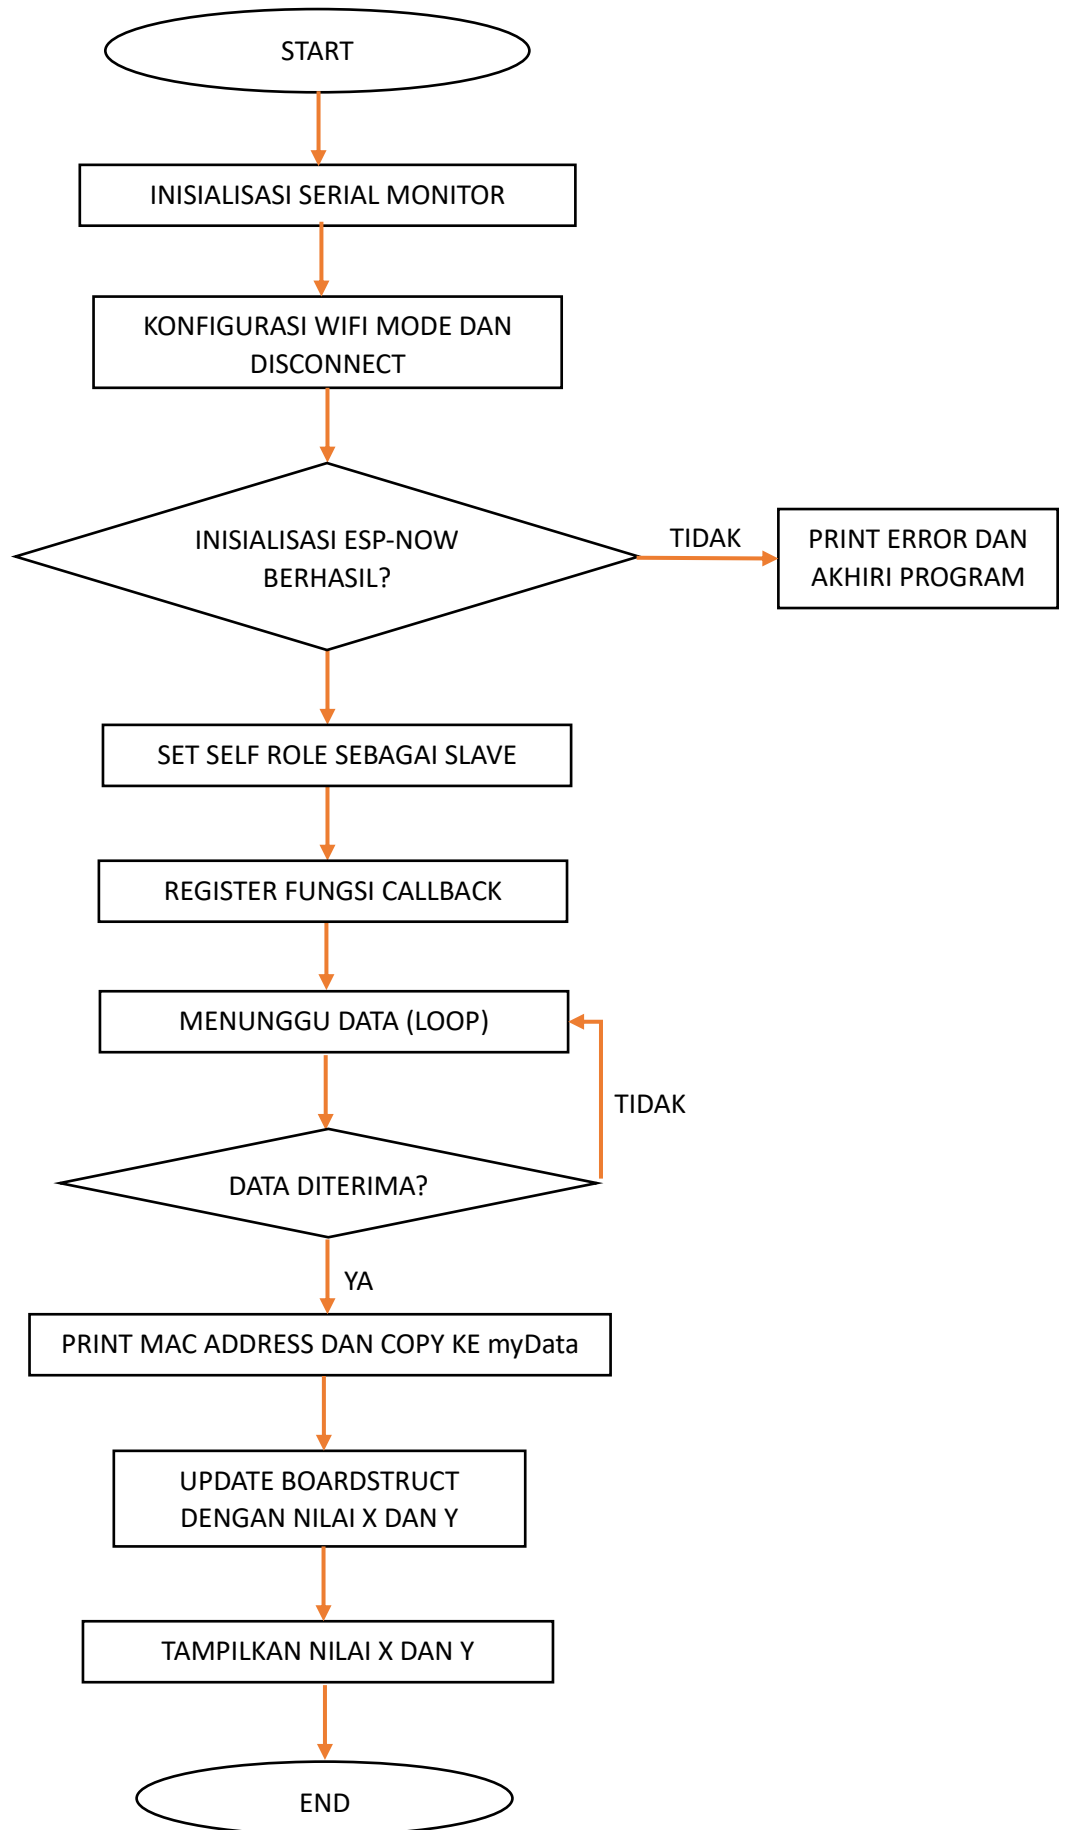 START
INISIALISASI SERIAL MONITOR
KONFIGURASI WIFI MODE DAN
DISCONNECT
INISIALISASI ESP-NOW
BERHASIL?
TIDAK
PRINT ERROR DAN
AKHIRI PROGRAM
SET SELF ROLE SEBAGAI SLAVE
REGISTER FUNGSI CALLBACK
MENUNGGU DATA (LOOP)
TIDAK
DATA DITERIMA?
YA
PRINT MAC ADDRESS DAN COPY KE myData
UPDATE BOARDSTRUCT
DENGAN NILAI X DAN Y
TAMPILKAN NILAI X DAN Y
END